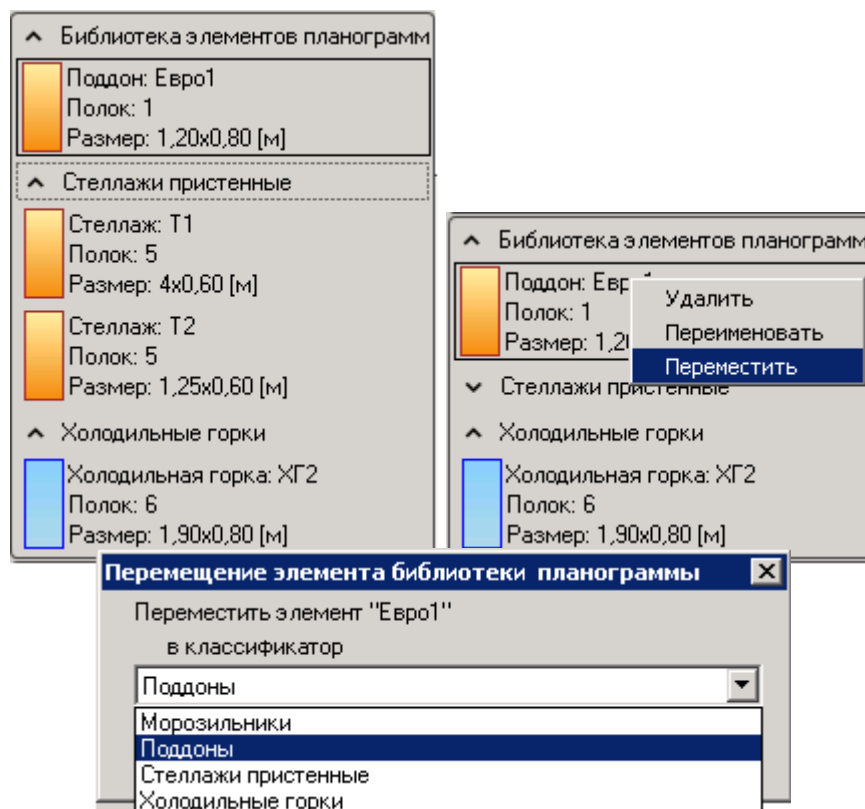 Библиотека элементов планограмм
Поддон: Евро1
Полок: 1
Размер: 1,20x0,80 [м]
Стеллажи пристенные
Стеллаж: Т1
Полок: 5
Размер: 4x0,60 [м]
Стеллаж: Т2
Полок: 5
Размер: 1,25x0,60 [м]
Холодильные горки
Холодильная горка: ХГ2
Полок: 6
Размер: 1,90x0,80 [м]
Библиотека элементов планограмм
Поддон: Евр
Полок: 1
Размер: 1,2
Удалить
Переименовать
Переместить
Стеллажи пристенные
Холодильные горки
Холодильная горка: ХГ2
Полок: 6
Размер: 1,90x0,80 [м]
Перемещение элемента библиотеки планограммы
Переместить элемент "Евро1"
в классификатор
Поддоны
Морозильники
Поддоны
Стеллажи пристенные
Холодильные горки